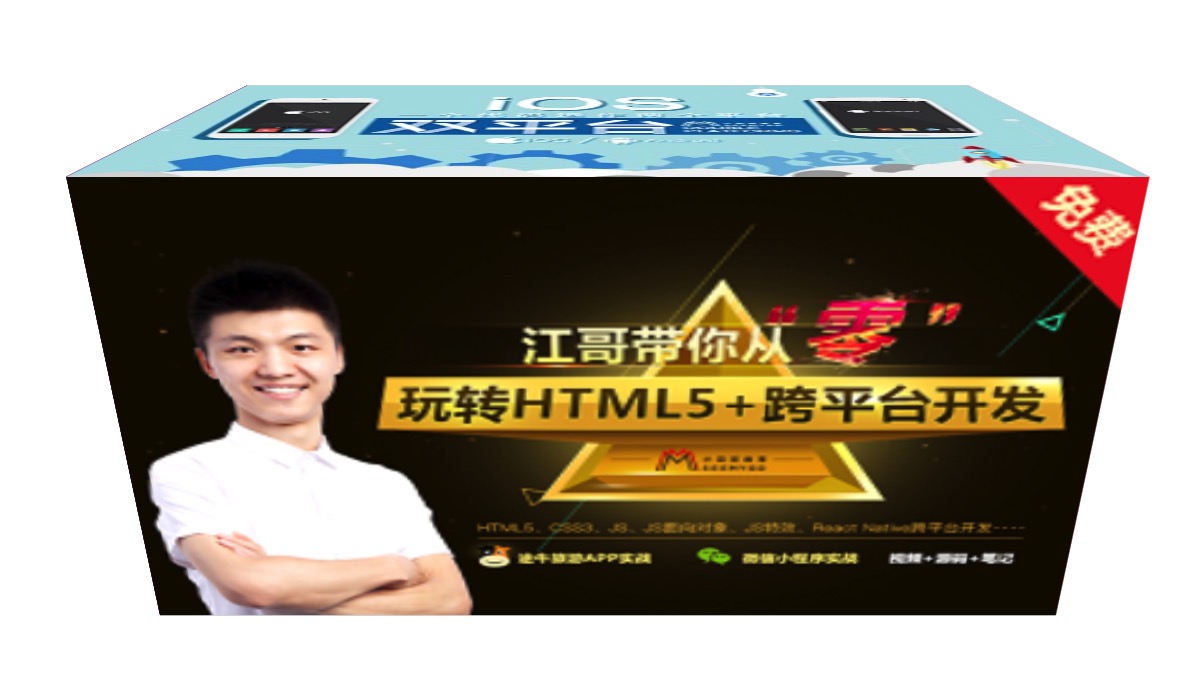 iOS
双平台
免费
江哥带你从“零”
玩转HTML5+跨平台开发
HTML5、CSS3、JS、JS面向对象、JS特效、React Native跨平台开发----
途牛旅游APP实战 微信小程序实战 视频+源码+笔记